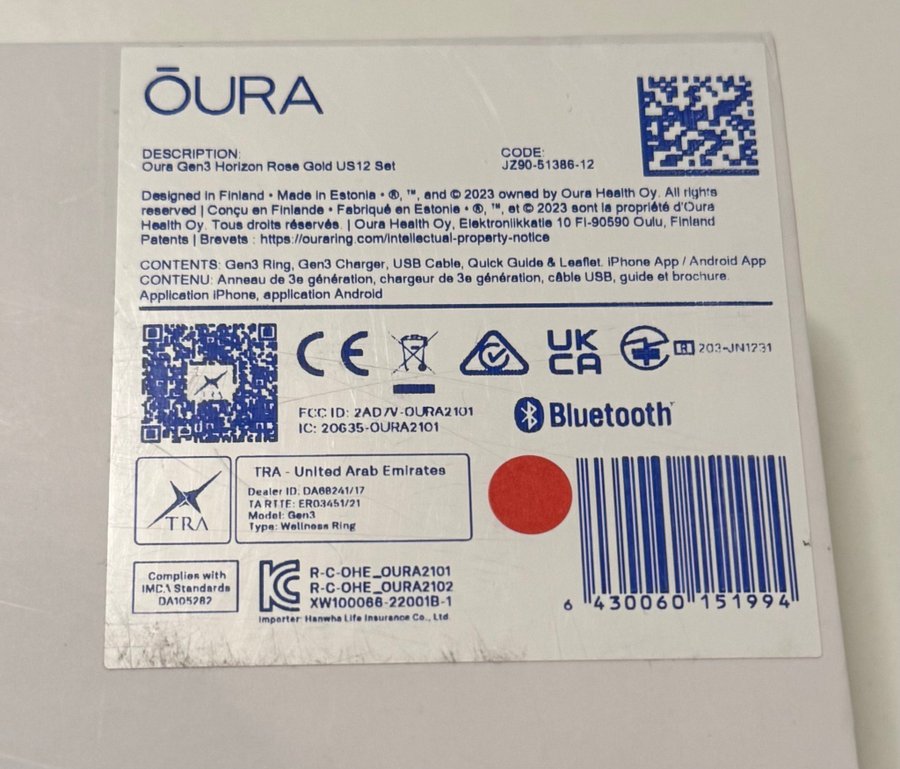 ŌURA
DESCRIPTION:
Oura Gen3 Horizon Rose Gold US12 Set
CODE:
JZ90-51386-12
Designed in Finland • Made in Estonia • ®, ™, and © 2023 owned by Oura Health Oy. All rights
reserved | Conçu en Finlande • Fabriqué en Estonie • ®, ™, et © 2023 sont la propriété d'Oura
Health Oy. Tous droits réservés. | Oura Health Oy, Elektroniikkatie 10 FI-90590 Oulu, Finland
Patents | Brevets : https://ouraring.com/intellectual-property-notice
CONTENTS: Gen3 Ring, Gen3 Charger, USB Cable, Quick Guide & Leaflet. iPhone App / Android App
CONTENU: Anneau de 3e génération, chargeur de 3e génération, câble USB, guide et brochure.
Application iPhone, application Android
CE
UK
CA
R 203-JN1231
FCC ID: 2AD7V-OURA2101
IC: 20635-OURA2101
Bluetooth
TRA
TRA - United Arab Emirates
Dealer ID: DA68241/17
TA RTTE: ER03451/21
Model: Gen3
Type: Wellness Ring
Complies with
IMDA Standards
DA105282
R-C-OHE_OURA2101
R-C-OHE_OURA2102
XW100066-22001B-1
Importer: Hanwha Life Insurance Co., Ltd.
6 430060 151994